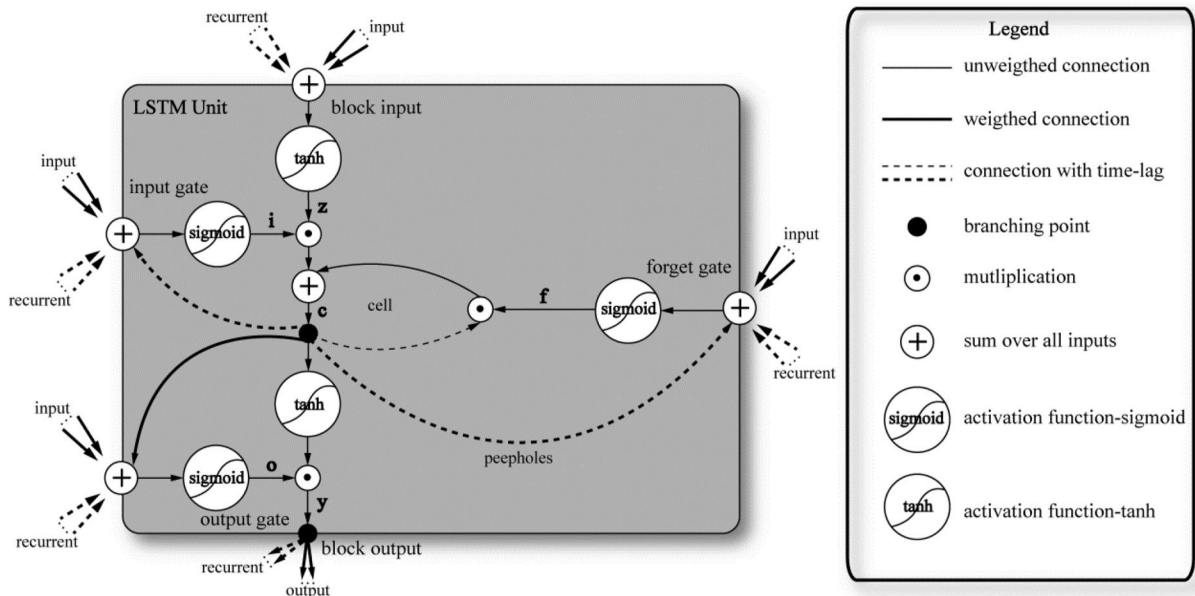 recurrent
input
LSTM Unit
block input
tanh
input
input gate
z
i
sigmoid
recurrent
input
forget gate
cell
f
sigmoid
c
recurrent
tanh
input
peepholes
o
sigmoid
y
output gate
recurrent
block output
recurrent
output
Legend
unweigthed connection
weigthed connection
connection with time-lag
branching point
mutliplication
sum over all inputs
sigmoid
activation function-sigmoid
tanh
activation function-tanh